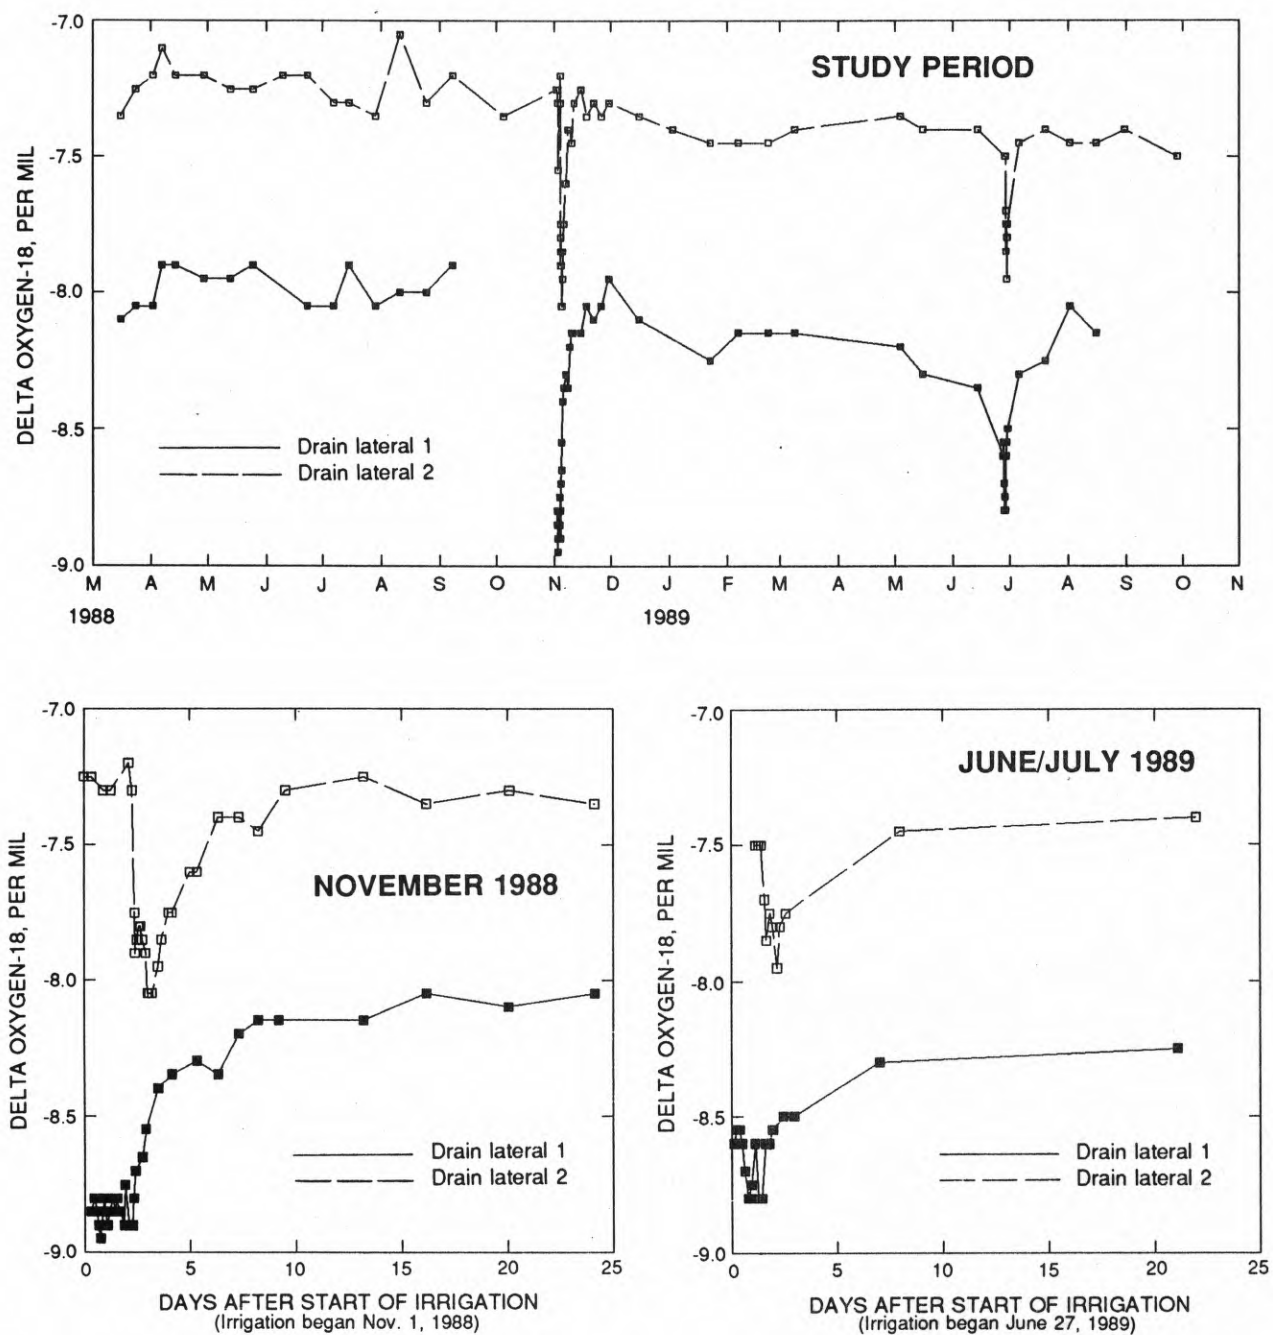 STUDY PERIOD
DELTA OXYGEN-18, PER MIL
-7.0
-7.5
-8.0
-8.5
-9.0
Drain lateral 1
Drain lateral 2
M A M J J A S O N D J F M A M J J A S O N
1988 1989
NOVEMBER 1988
DELTA OXYGEN-18, PER MIL
-7.0
-7.5
-8.0
-8.5
-9.0
Drain lateral 1
Drain lateral 2
0 5 10 15 20 25
DAYS AFTER START OF IRRIGATION
(Irrigation began Nov. 1, 1988)
JUNE/JULY 1989
DELTA OXYGEN-18, PER MIL
-7.0
-7.5
-8.0
-8.5
-9.0
Drain lateral 1
Drain lateral 2
0 5 10 15 20 25
DAYS AFTER START OF IRRIGATION
(Irrigation began June 27, 1989)